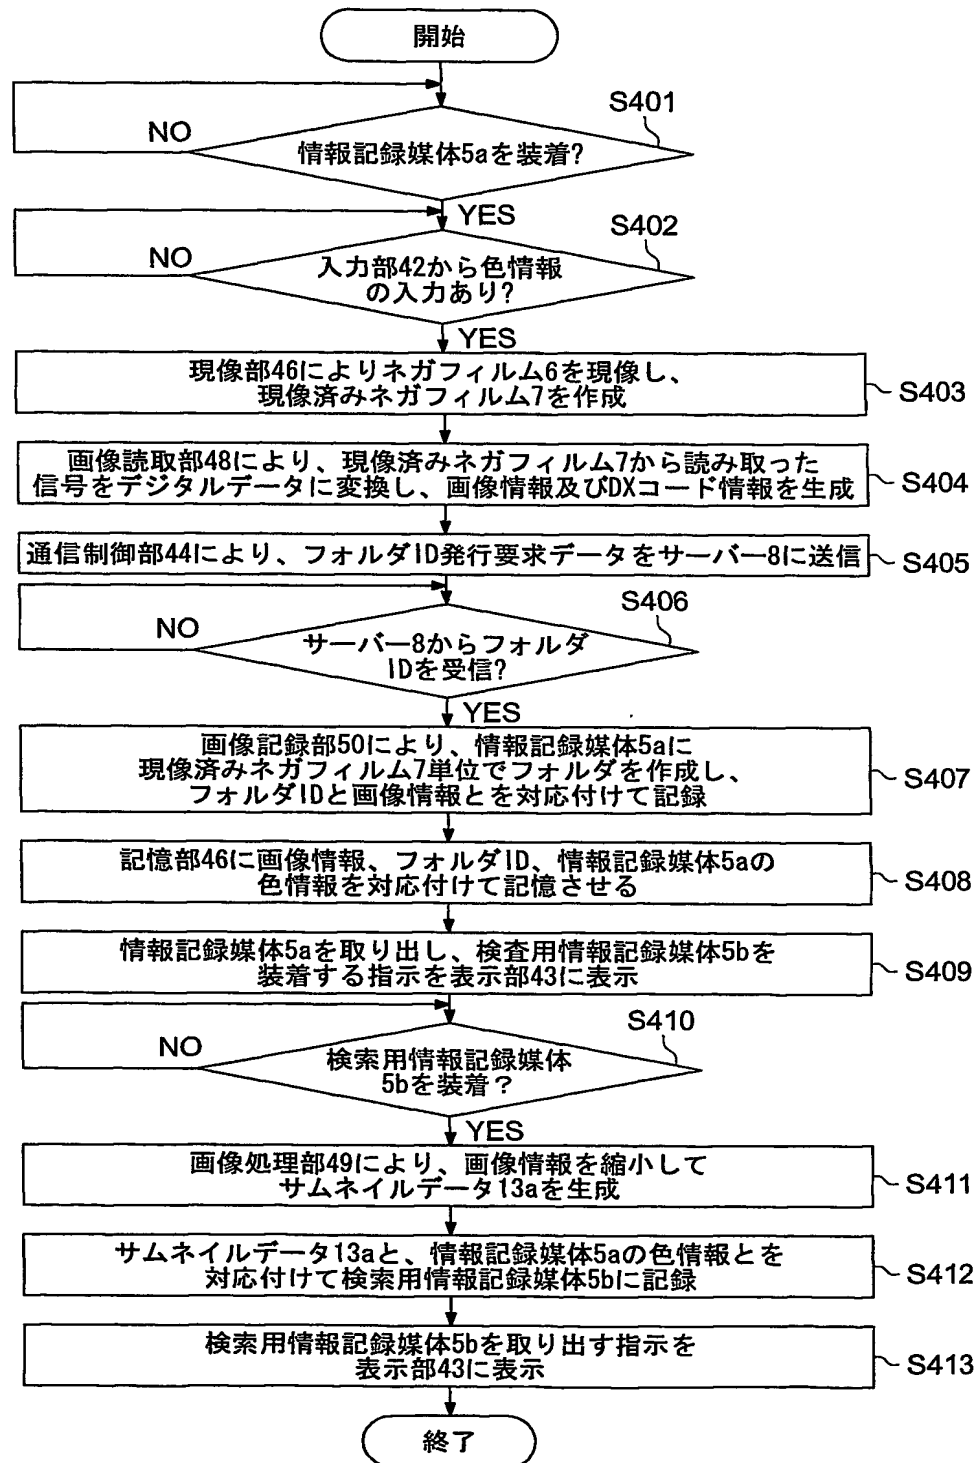 開始
S401
NO
情報記録媒体5aを装着?
YES
S402
NO
入力部42から色情報
の入力あり?
YES
現像部46によりネガフィルム6を現像し、
現像済みネガフィルム7を作成
S403
画像読取部48により、現像済みネガフィルム7から読み取った
信号をデジタルデータに変換し、画像情報及びDXコード情報を生成
S404
通信制御部44により、フォルダID発行要求データをサーバー8に送信
S405
S406
NO
サーバー8からフォルダ
IDを受信?
YES
画像記録部50により、情報記録媒体5aに
現像済みネガフィルム7単位でフォルダを作成し、
フォルダIDと画像情報とを対応付けて記録
S407
記憶部46に画像情報、フォルダID、情報記録媒体5aの
色情報を対応付けて記憶させる
S408
情報記録媒体5aを取り出し、検査用情報記録媒体5bを
装着する指示を表示部43に表示
S409
S410
NO
検索用情報記録媒体
5bを装着?
YES
画像処理部49により、画像情報を縮小して
サムネイルデータ13aを生成
S411
サムネイルデータ13aと、情報記録媒体5aの色情報とを
対応付けて検索用情報記録媒体5bに記録
S412
検索用情報記録媒体5bを取り出す指示を
表示部43に表示
S413
終了